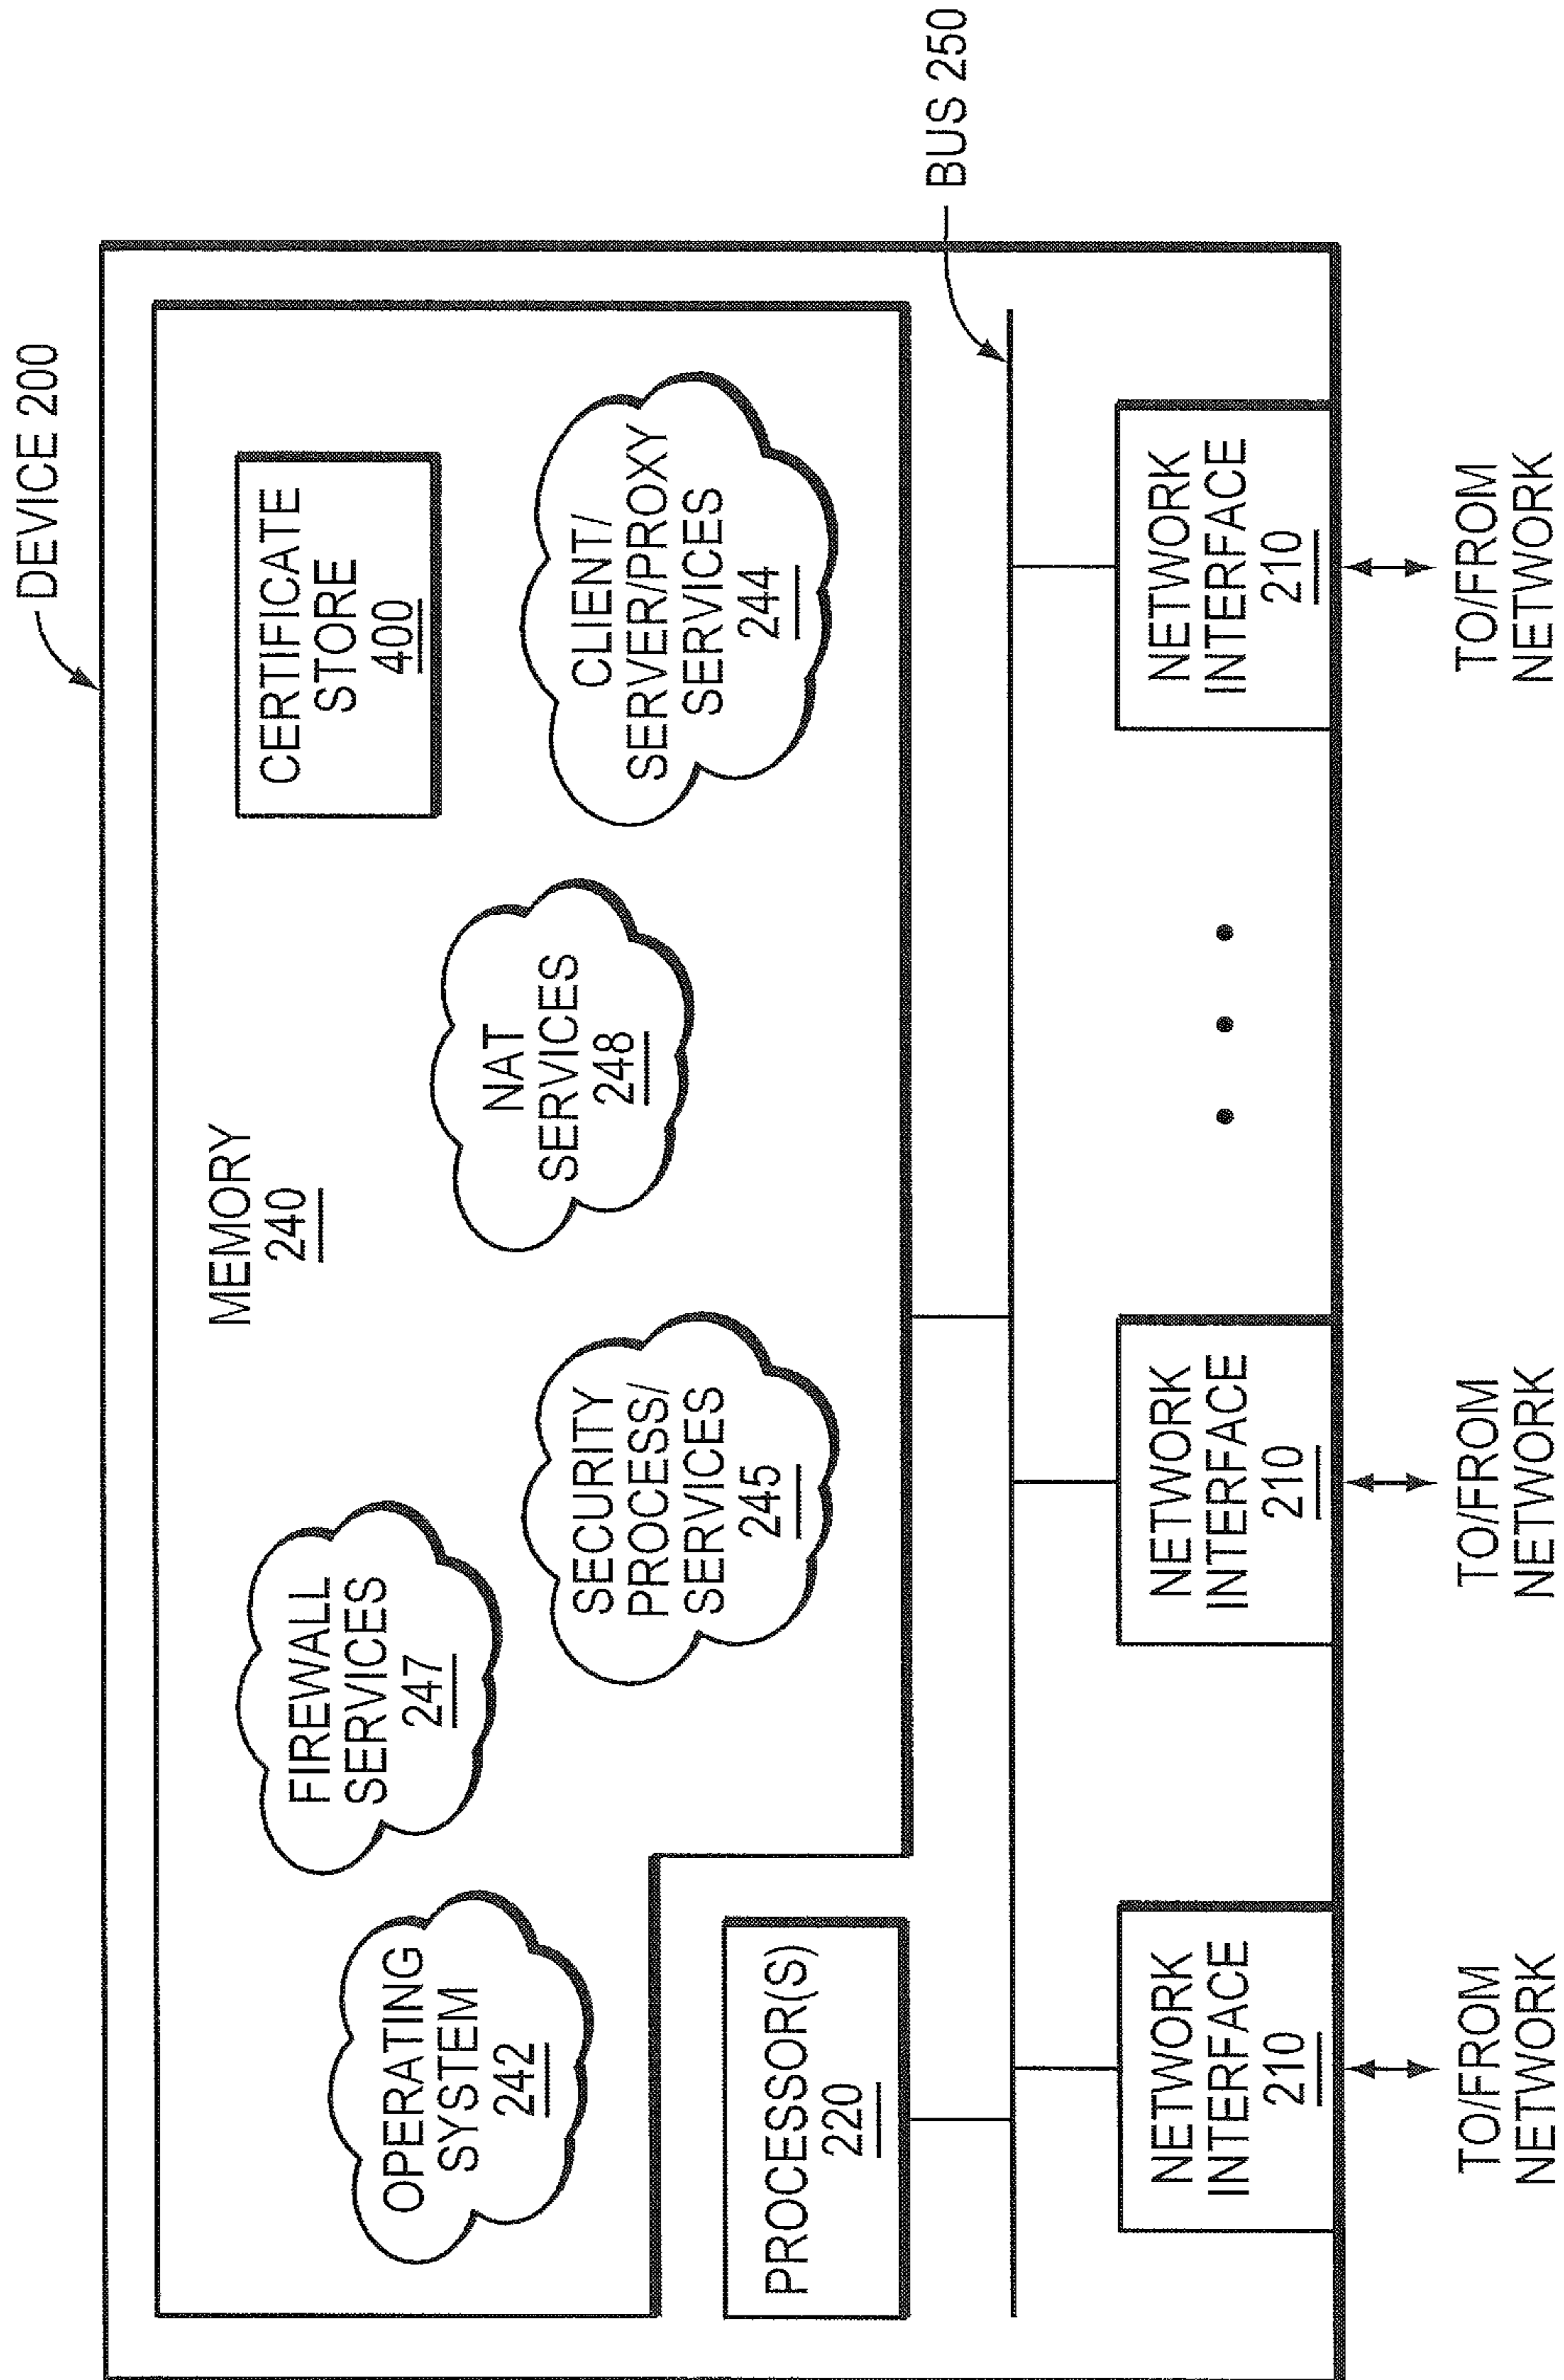 DEVICE 200
MEMORY
240
OPERATING
SYSTEM
242
FIREWALL
SERVICES
247
SECURITY
PROCESS/
SERVICES
245
NAT
SERVICES
248
CERTIFICATE
STORE
400
CLIENT/
SERVER/PROXY
SERVICES
244
PROCESSOR(S)
220
BUS 250
NETWORK
INTERFACE
210
NETWORK
INTERFACE
210
NETWORK
INTERFACE
210
TO/FROM
NETWORK
TO/FROM
NETWORK
TO/FROM
NETWORK